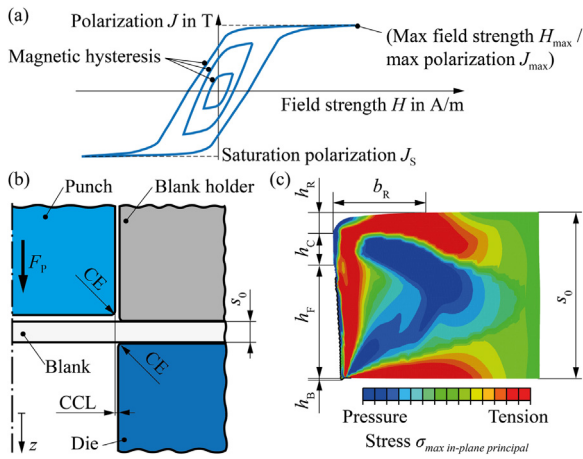 (a)
Polarization J in T
(Max field strength Hmax /
max polarization Jmax)
Magnetic hysteresis
Field strength H in A/m
Saturation polarization JS
(b)
Punch
Blank holder
FP
CE
s0
Blank
CE
CCL
z
Die
(c)
hR
bR
hC
hF
s0
hB
Pressure
Tension
Stress σmax in-plane principal